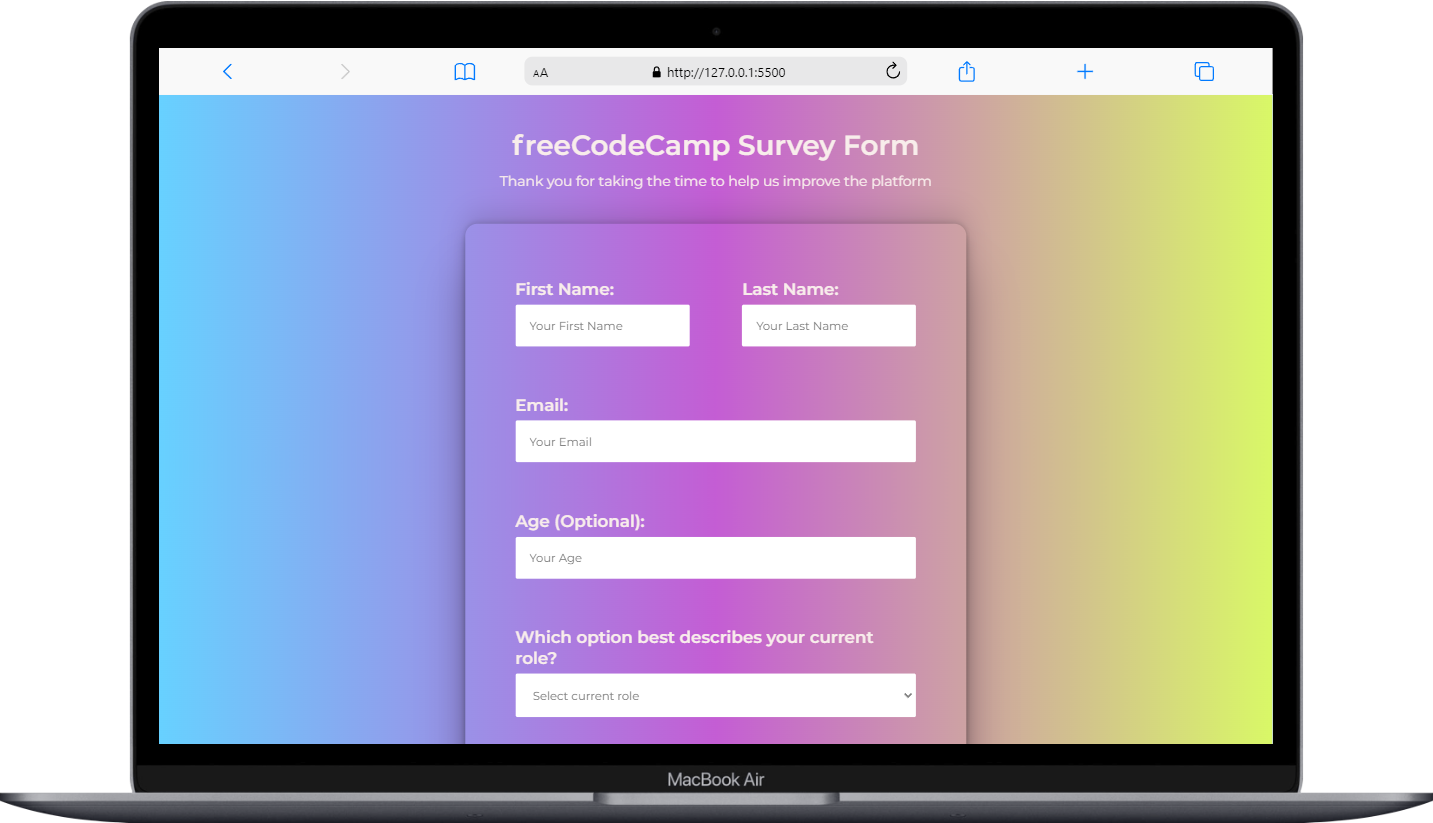 AA
http://127.0.0.1:5500
freeCodeCamp Survey Form
Thank you for taking the time to help us improve the platform
First Name:
Last Name:
Your First Name
Your Last Name
Email:
Your Email
Age (Optional):
Your Age
Which option best describes your current
role?
Select current role
MacBook Air